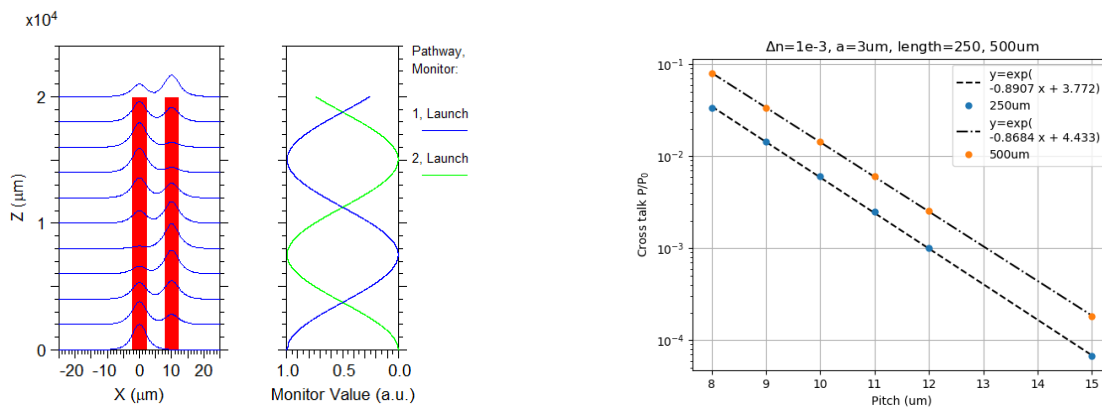 x10⁴
2
1
0
Z (μm)
-20 -10 0 10 20
X (μm)
1.0 0.5 0.0
Monitor Value (a.u.)
Pathway,
Monitor:
1, Launch
2, Launch
Δn=1e-3, a=3um, length=250, 500um
y=exp(
-0.8907 x + 3.772)
250um
y=exp(
-0.8684 x + 4.433)
500um
10⁻¹
10⁻²
10⁻³
10⁻⁴
Cross talk P/P₀
8 9 10 11 12 13 14 15
Pitch (um)